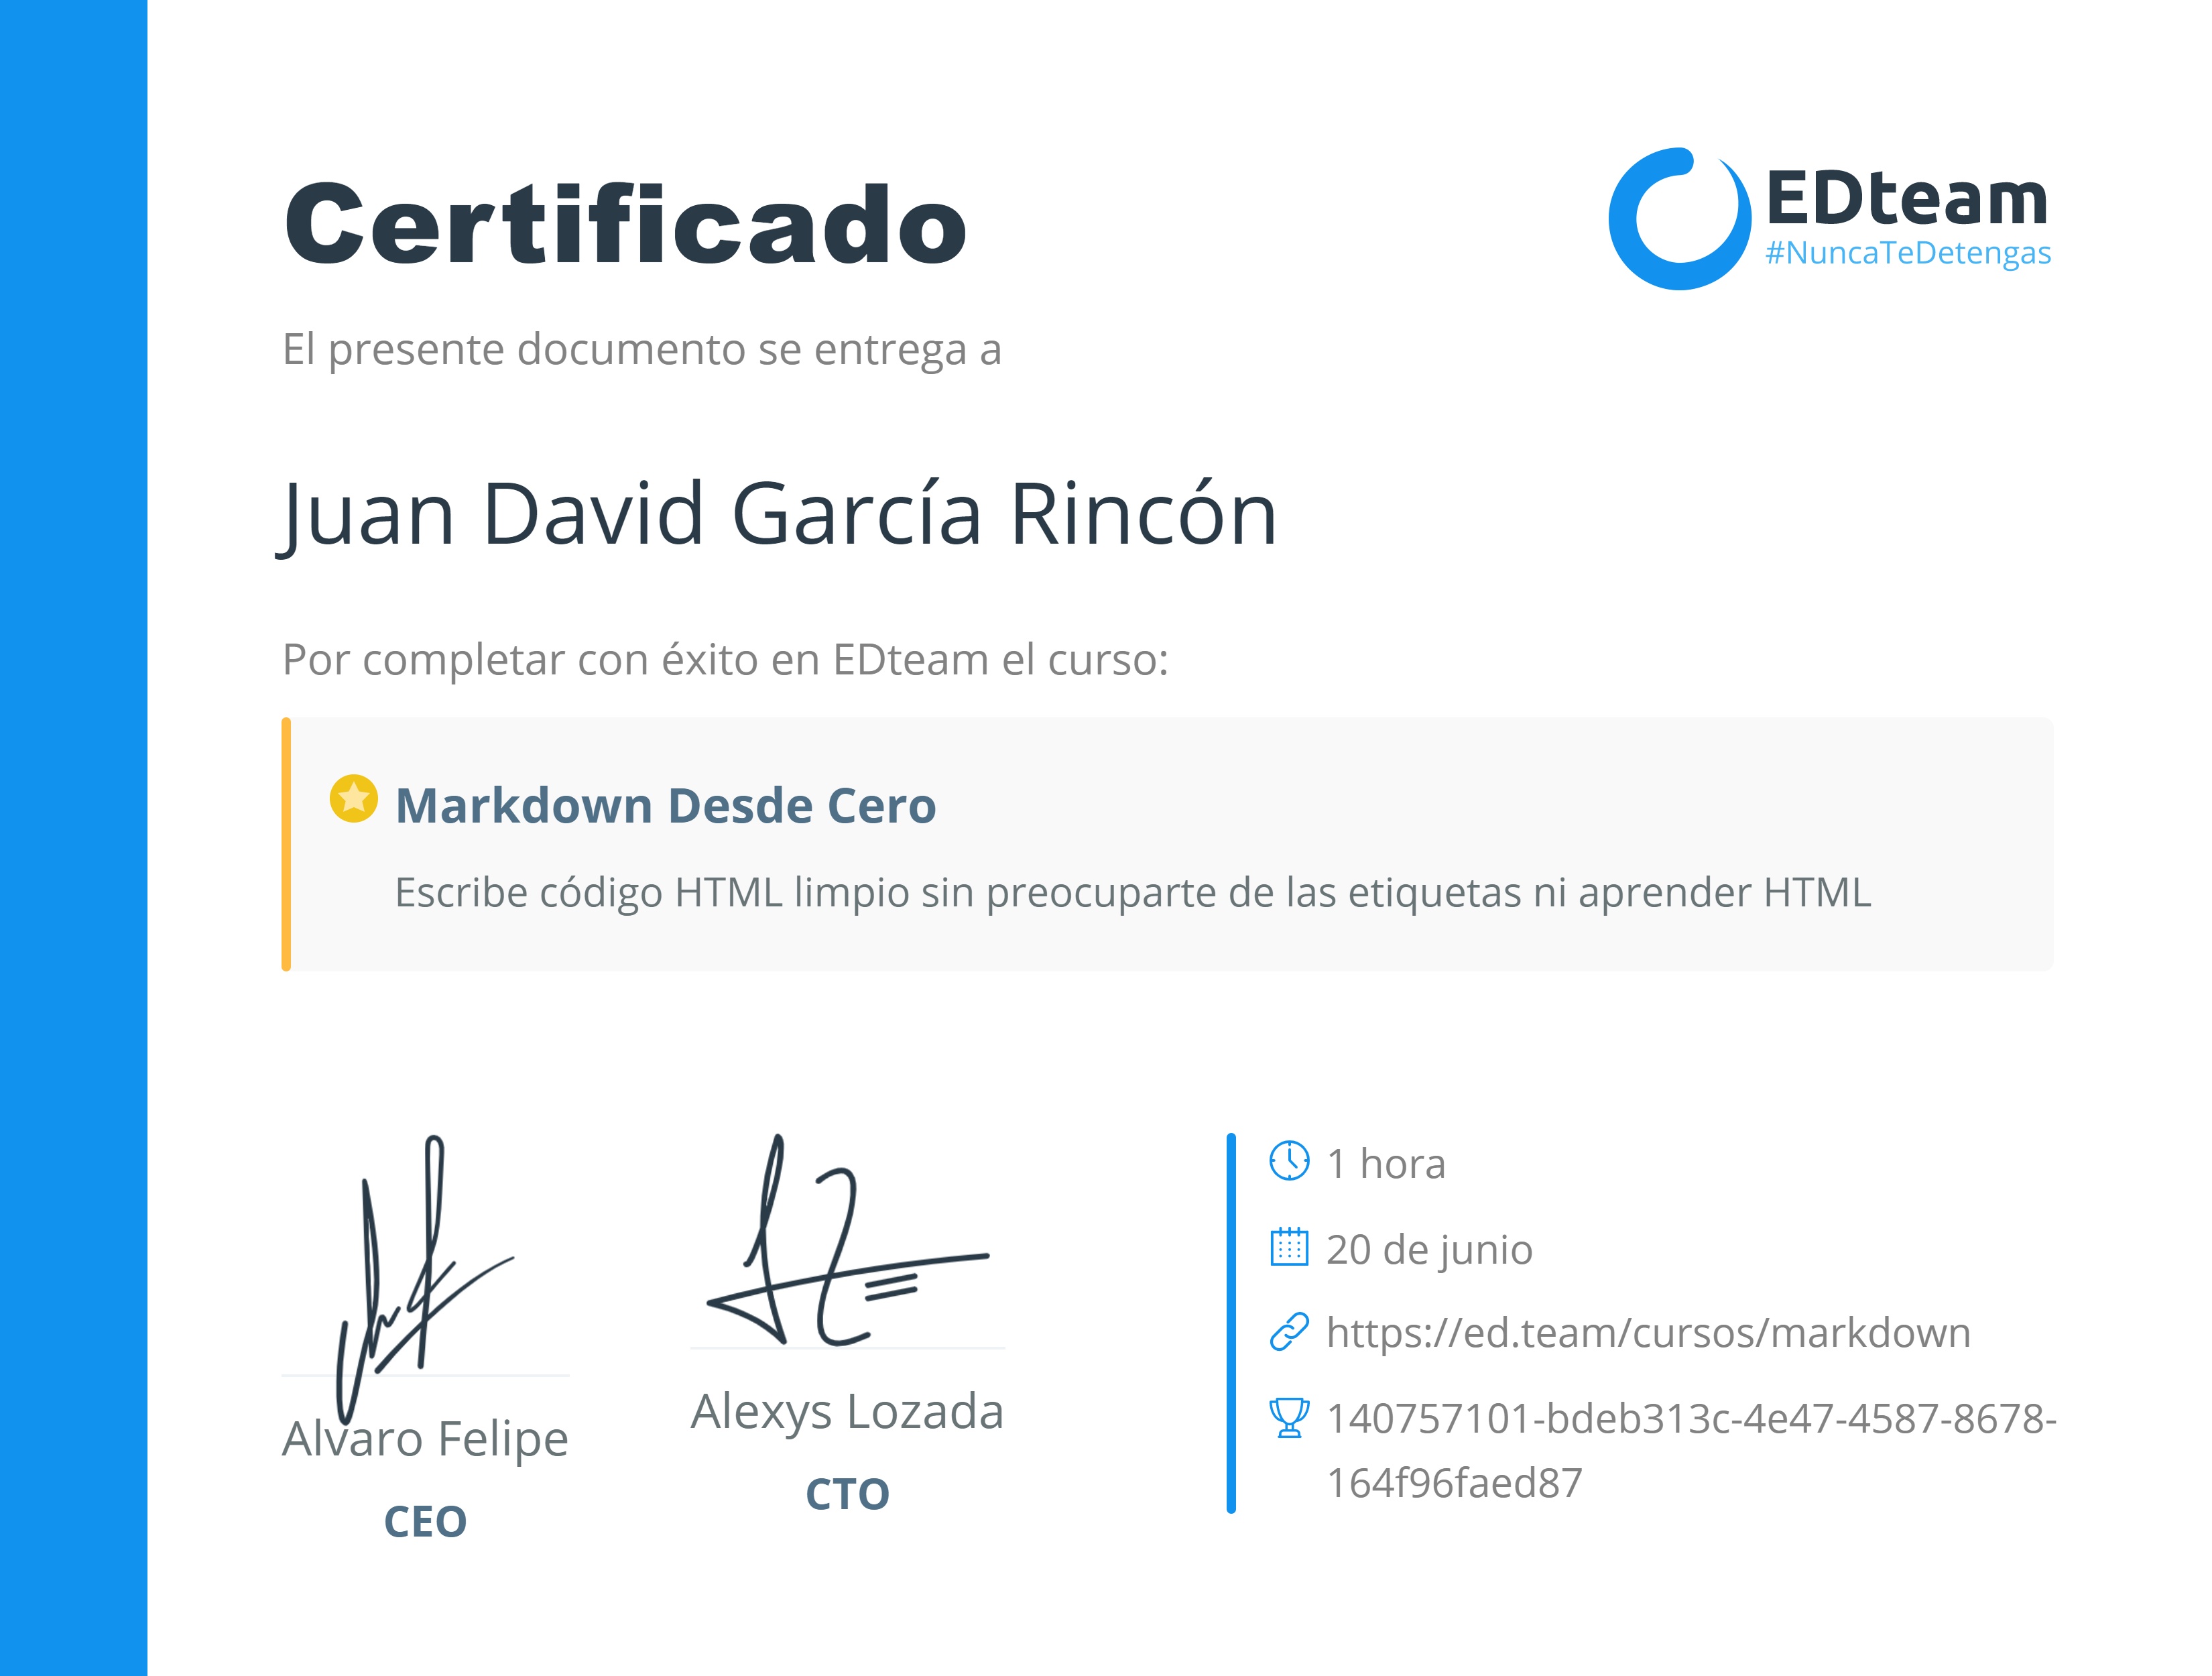 Certificado
EDteam
#NuncaTeDetengas
El presente documento se entrega a
Juan David García Rincón
Por completar con éxito en EDteam el curso:
Markdown Desde Cero
Escribe código HTML limpio sin preocuparte de las etiquetas ni aprender HTML
Alvaro Felipe
CEO
Alexys Lozada
CTO
1 hora
20 de junio
https://ed.team/cursos/markdown
140757101-bdeb313c-4e47-4587-8678-
164f96faed87